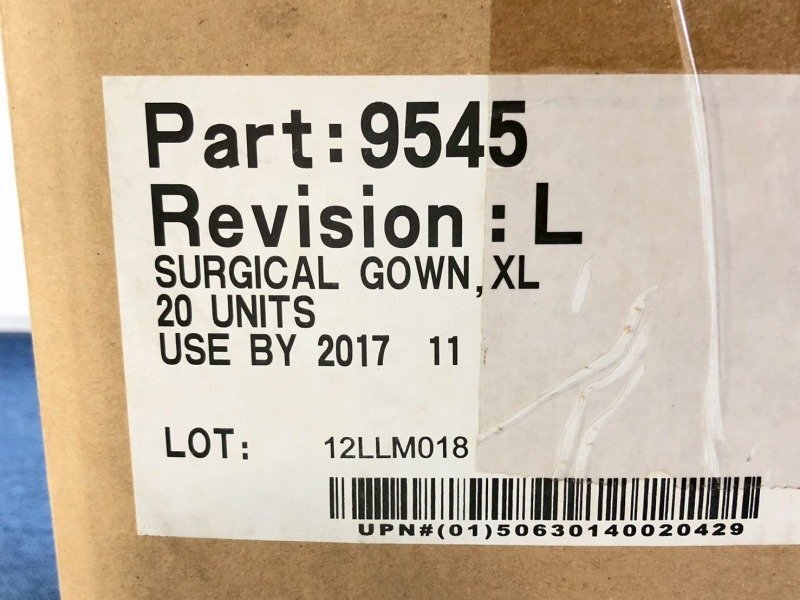 Part:9545
Revision:L
SURGICAL GOWN,XL
20 UNITS
USE BY 2017 11
LOT: 12LLM018
UPN#(01)50630140020429